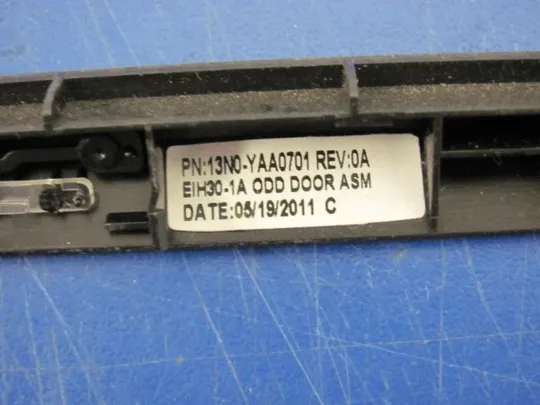 PN:13N0-YAA0701 REV:0A
EIH30-1A ODD DOOR ASM
DATE:05/19/2011 C